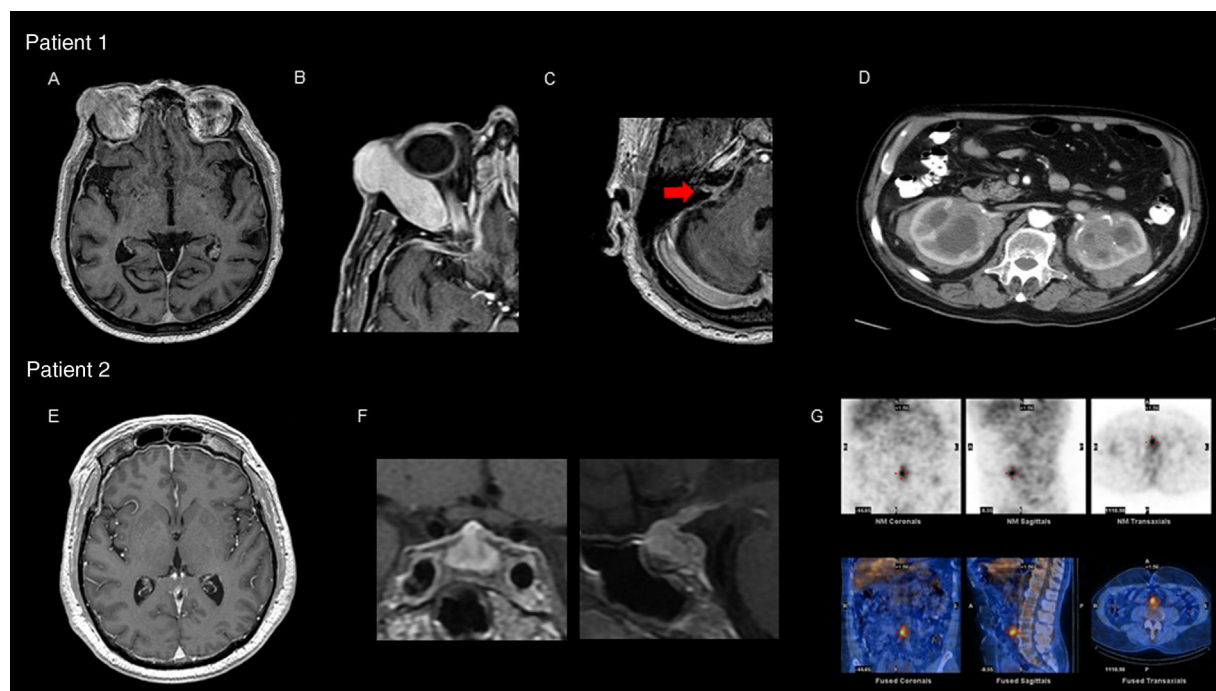 Patient 1
A
B
C
D
Patient 2
E
F
G
NM Coronals
NM Sagittals
NM Transaxials
Fused Coronals
Fused Sagittals
Fused Transaxials